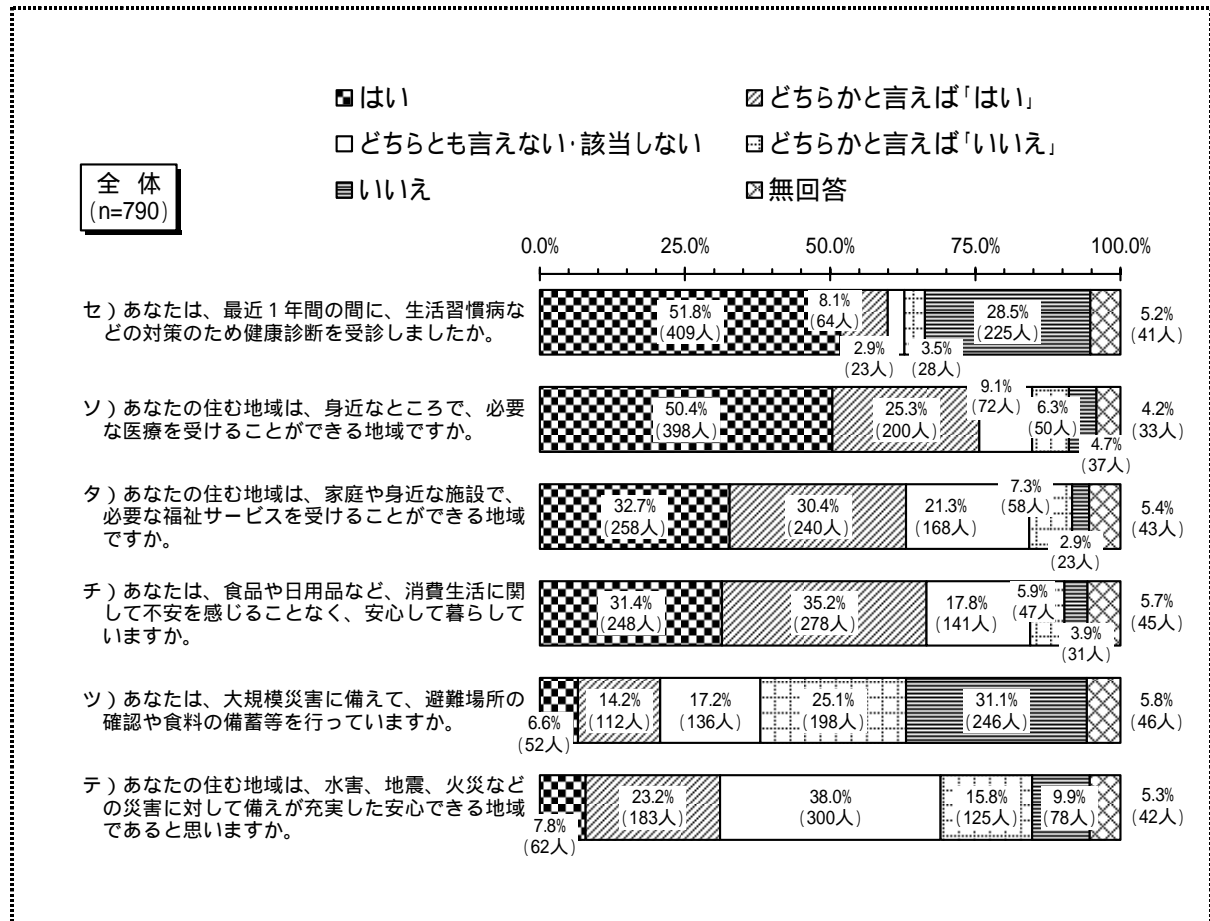 はい
どちらかと言えば「はい」
どちらとも言えない・該当しない
どちらかと言えば「いいえ」
いいえ
無回答
全 体
(n=790)
0.0% 25.0% 50.0% 75.0% 100.0%
セ）あなたは、最近１年間の間に、生活習慣病な
どの対策のため健康診断を受診しましたか。
51.8%
(409人)
8.1%
(64人)
2.9%
(23人)
3.5%
(28人)
28.5%
(225人)
5.2%
(41人)
ソ）あなたの住む地域は、身近なところで、必要
な医療を受けることができる地域ですか。
50.4%
(398人)
25.3%
(200人)
9.1%
(72人)
6.3%
(50人)
4.7%
(37人)
4.2%
(33人)
タ）あなたの住む地域は、家庭や身近な施設で、
必要な福祉サービスを受けることができる地域
ですか。
32.7%
(258人)
30.4%
(240人)
21.3%
(168人)
7.3%
(58人)
2.9%
(23人)
5.4%
(43人)
チ）あなたは、食品や日用品など、消費生活に関
して不安を感じることなく、安心して暮らして
いますか。
31.4%
(248人)
35.2%
(278人)
17.8%
(141人)
5.9%
(47人
3.9%
(31人)
5.7%
(45人)
ツ）あなたは、大規模災害に備えて、避難場所の
確認や食料の備蓄等を行っていますか。
6.6%
(52人)
14.2%
(112人)
17.2%
(136人)
25.1%
(198人)
31.1%
(246人)
5.8%
(46人)
テ）あなたの住む地域は、水害、地震、火災など
の災害に対して備えが充実した安心できる地域
であると思いますか。
7.8%
(62人)
23.2%
(183人)
38.0%
(300人)
15.8%
(125人)
9.9%
(78人)
5.3%
(42人)